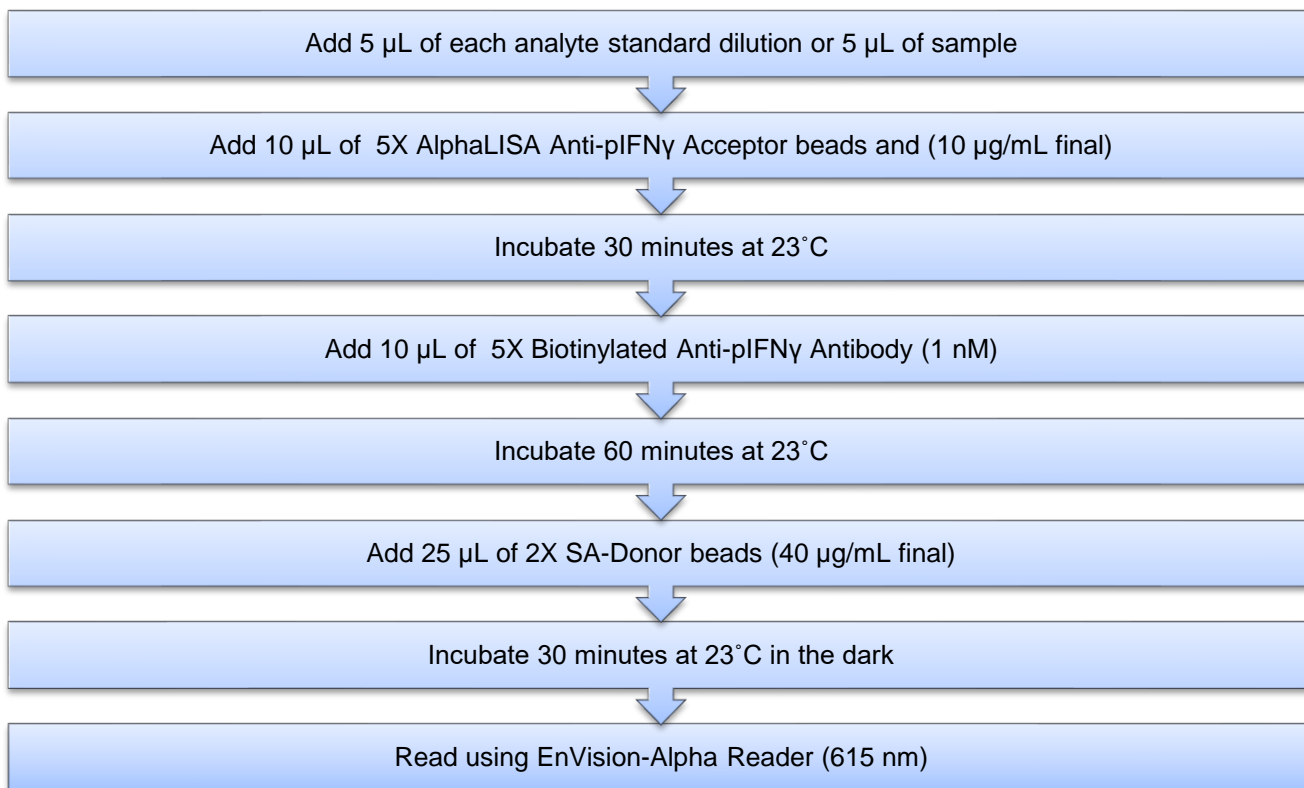 Add 5 µL of each analyte standard dilution or 5 µL of sample
Add 10 µL of  5X AlphaLISA Anti-pIFNγ Acceptor beads and (10 µg/mL final)
Incubate 30 minutes at 23˚C
Add 10 µL of  5X Biotinylated Anti-pIFNγ Antibody (1 nM)
Incubate 60 minutes at 23˚C
Add 25 µL of 2X SA-Donor beads (40 µg/mL final)
Incubate 30 minutes at 23˚C in the dark
Read using EnVision-Alpha Reader (615 nm)